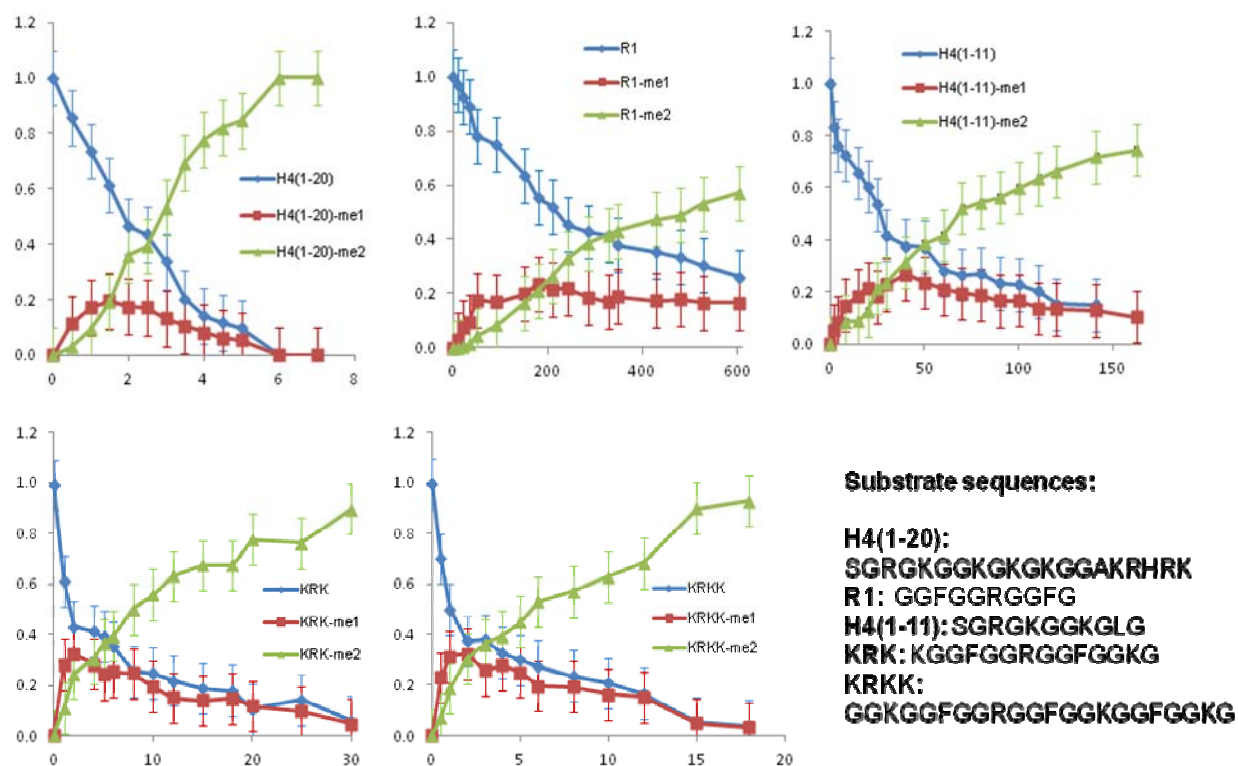 1.2
1.0
0.8
0.6
0.4
0.2
0.0
0 2 4 6 8
H4(1-20)
H4(1-20)-me1
H4(1-20)-me2
1.2
1.0
0.8
0.6
0.4
0.2
0.0
0 200 400 600
R1
R1-me1
R1-me2
1.2
1.0
0.8
0.6
0.4
0.2
0.0
0 50 100 150
H4(1-11)
H4(1-11)-me1
H4(1-11)-me2
1.2
1.0
0.8
0.6
0.4
0.2
0.0
0 10 20 30
KRK
KRK-me1
KRK-me2
1.2
1.0
0.8
0.6
0.4
0.2
0.0
0 5 10 15 20
KRKK
KRKK-me1
KRKK-me2
Substrate sequences:
H4(1-20):
SGRGKGGKGKGKGGAKRHRK
R1: GGFGGRGGFG
H4(1-11): SGRGKGGKGLG
KRK: KGGFGGRGGFGGKG
KRKK:
GGKGGFGGRGGFGGKGGFGGKG